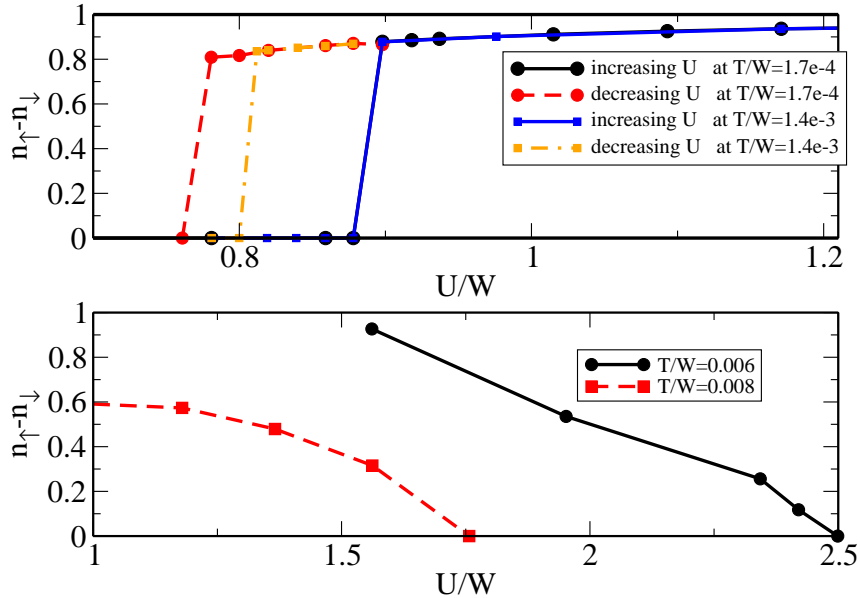 1
0.8
0.6
0.4
0.2
0
n↑-n↓
increasing U at T/W=1.7e-4
decreasing U at T/W=1.7e-4
increasing U at T/W=1.4e-3
decreasing U at T/W=1.4e-3
0.8 1 1.2
U/W
1
0.8
0.6
0.4
0.2
0
n↑-n↓
T/W=0.006
T/W=0.008
1 1.5 2 2.5
U/W